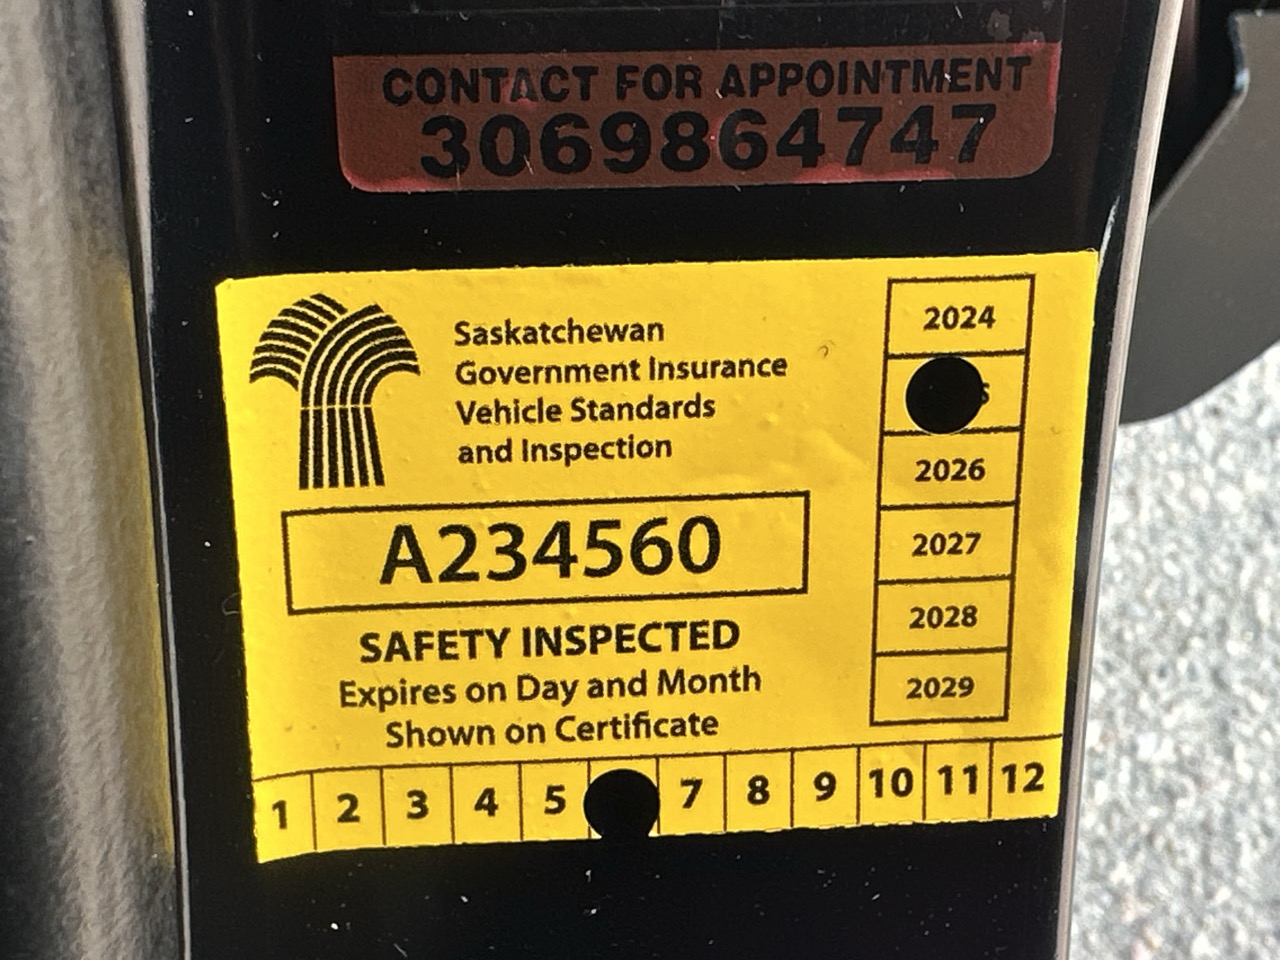 CONTACT FOR APPOINTMENT
3069864747
Saskatchewan
Government Insurance
Vehicle Standards
and Inspection
A234560
SAFETY INSPECTED
Expires on Day and Month
Shown on Certificate
2024
2026
2027
2028
2029
1 2 3 4 5 7 8 9 10 11 12